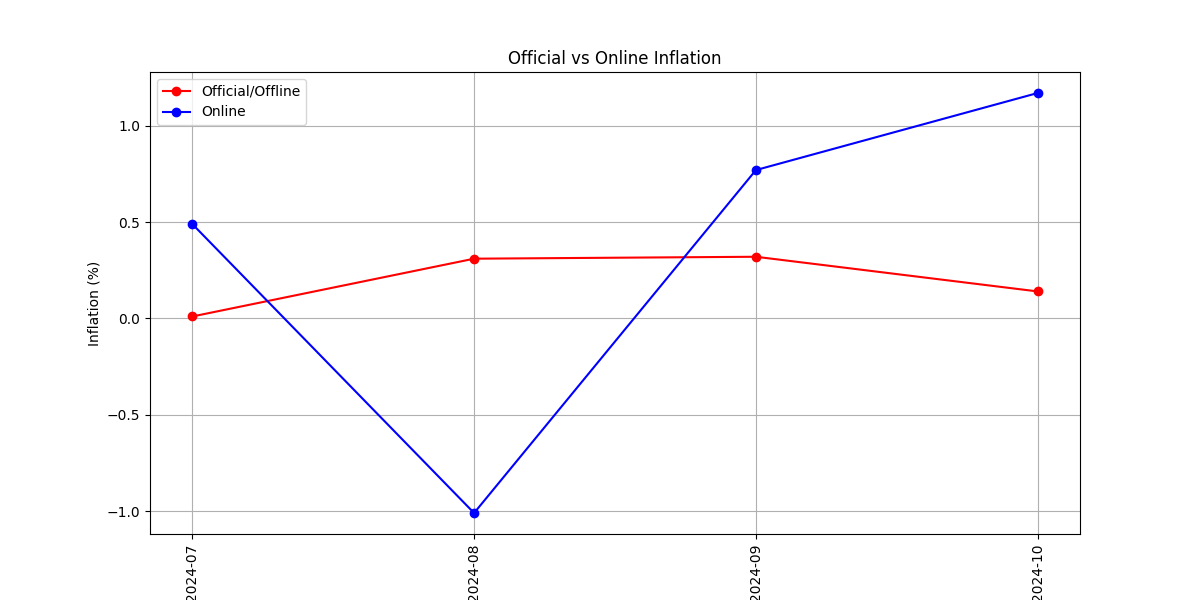 Official vs Online Inflation
Official/Offline
Online
Inflation (%)
1.0
0.5
0.0
−0.5
−1.0
2024-07
2024-08
2024-09
2024-10